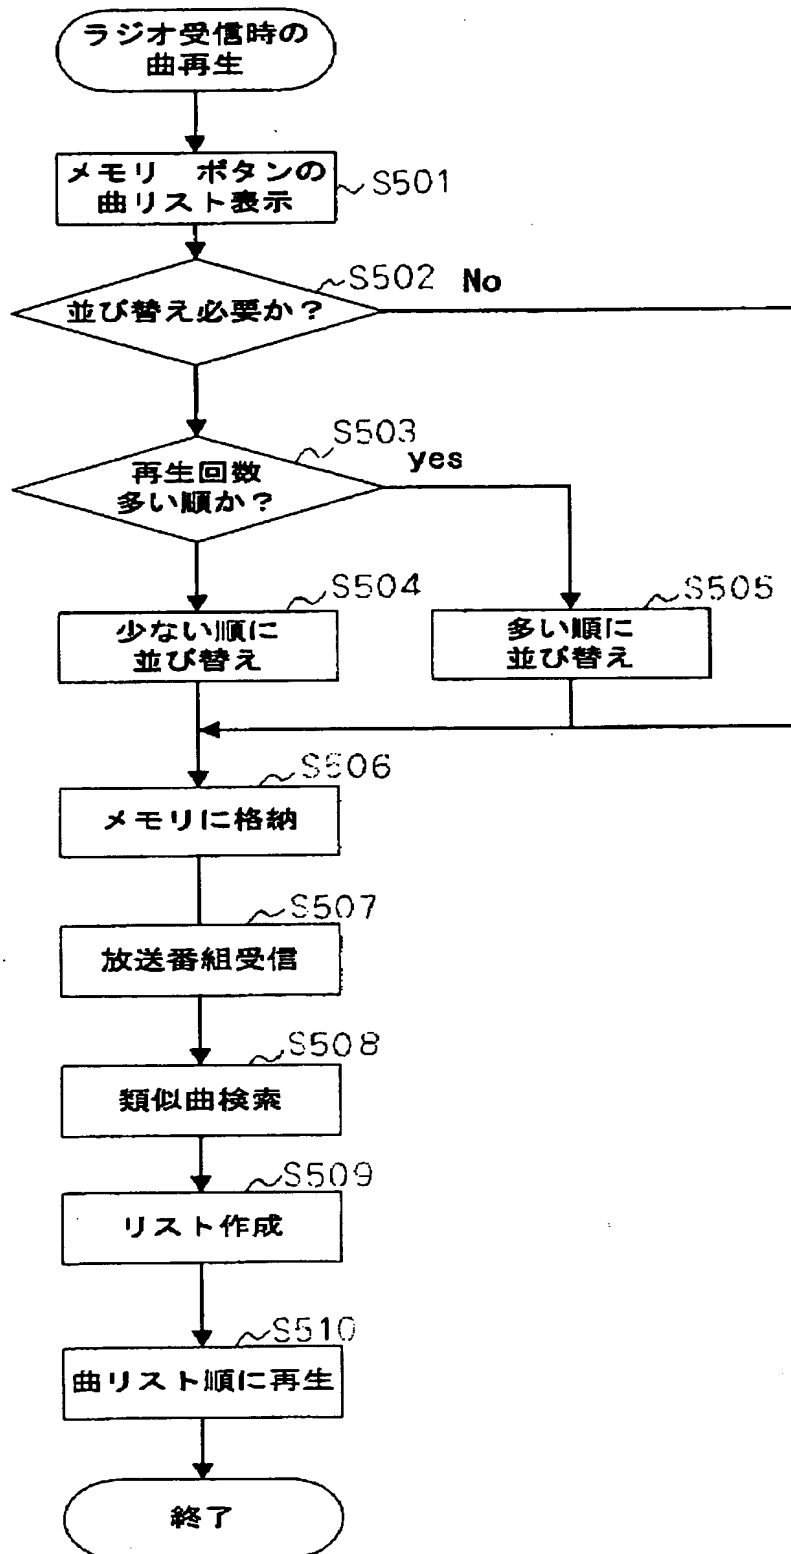 ラジオ受信時の
曲再生
メモリ　ボタンの
曲リスト表示
S501
S502
No
並び替え必要か？
S503
yes
再生回数
多い順か？
S504
少ない順に
並び替え
S505
多い順に
並び替え
S506
メモリに格納
S507
放送番組受信
S508
類似曲検索
S509
リスト作成
S510
曲リスト順に再生
終了